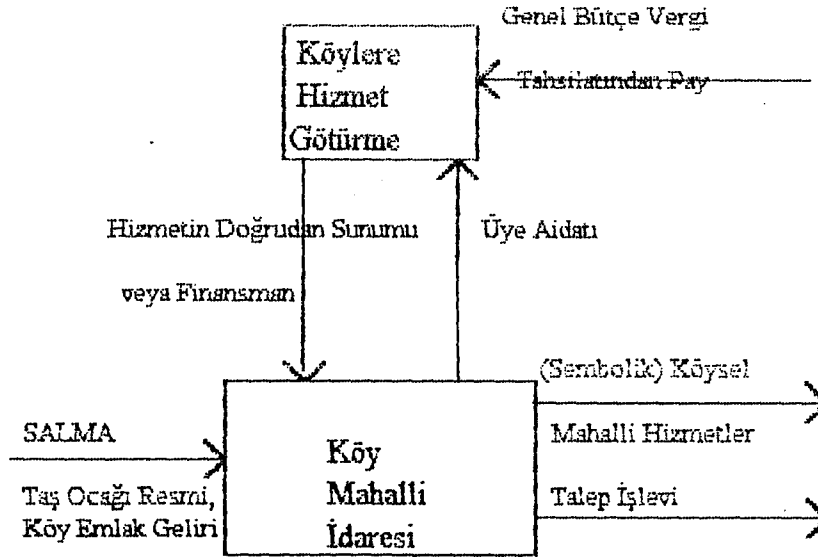 Genel Bütçe Vergi
Tahsilatından Pay
Köylere
Hizmet
Götürme
Hizmetin Doğrudan Sunumu
veya Finansman
Üye Aidatı
(Sembolik) Köysel
Mahalli Hizmetler
Talep İşlevi
SALMA
Taş Ocağı Resmi,
Köy Emlak Geliri
Köy
Mahalli
İdaresi